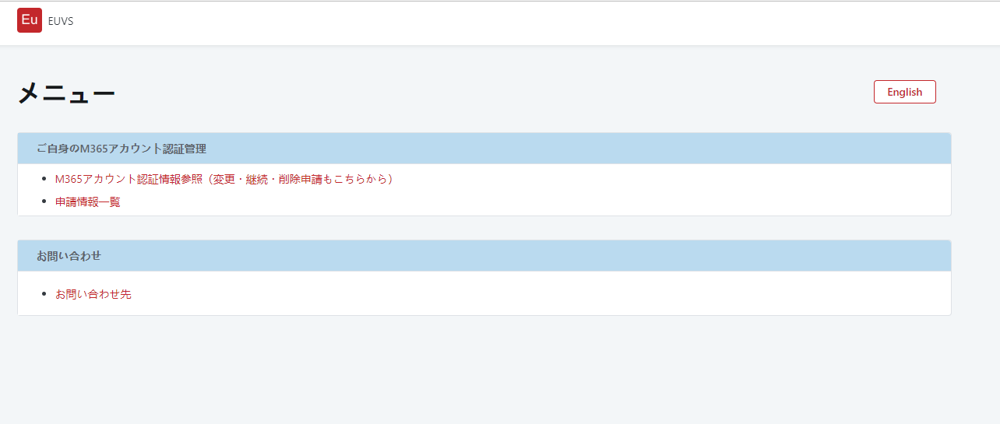 Eu EUVS
メニュー
English
ご自身のM365アカウント認証管理
M365アカウント認証情報参照（変更・継続・削除申請もこちらから）
申請情報一覧
お問い合わせ
お問い合わせ先